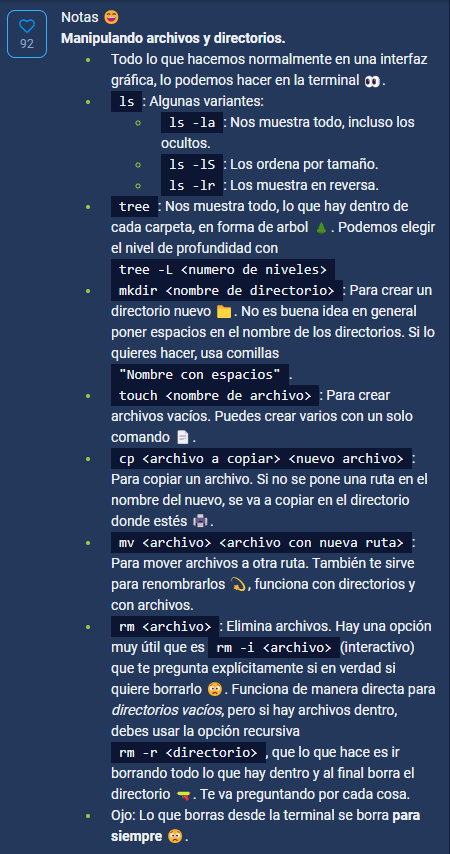 Notas 😄
92
Manipulando archivos y directorios.
Todo lo que hacemos normalmente en una interfaz
gráfica, lo podemos hacer en la terminal 👀.
ls : Algunas variantes:
ls -la : Nos muestra todo, incluso los
ocultos.
ls -lS : Los ordena por tamaño.
ls -lr : Los muestra en reversa.
tree : Nos muestra todo, lo que hay dentro de
cada carpeta, en forma de arbol 🌲. Podemos elegir
el nivel de profundidad con
tree -L <numero de niveles>
mkdir <nombre de directorio> : Para crear un
directorio nuevo 📁. No es buena idea en general
poner espacios en el nombre de los directorios. Si lo
quieres hacer, usa comillas
"Nombre con espacios" .
touch <nombre de archivo> : Para crear
archivos vacíos. Puedes crear varios con un solo
comando 📄.
cp <archivo a copiar> <nuevo archivo> :
Para copiar un archivo. Si no se pone una ruta en el
nombre del nuevo, se va a copiar en el directorio
donde estés 🖨.
mv <archivo> <archivo con nueva ruta> :
Para mover archivos a otra ruta. También te sirve
para renombrarlos 💫, funciona con directorios y
con archivos.
rm <archivo> : Elimina archivos. Hay una opción
muy útil que es rm -i <archivo> (interactivo)
que te pregunta explícitamente si en verdad si
quiere borrarlo 😳. Funciona de manera directa para
directorios vacíos, pero si hay archivos dentro,
debes usar la opción recursiva
rm -r <directorio> , que lo que hace es ir
borrando todo lo que hay dentro y al final borra el
directorio 🔫. Te va preguntando por cada cosa.
Ojo: Lo que borras desde la terminal se borra para
siempre 😳.